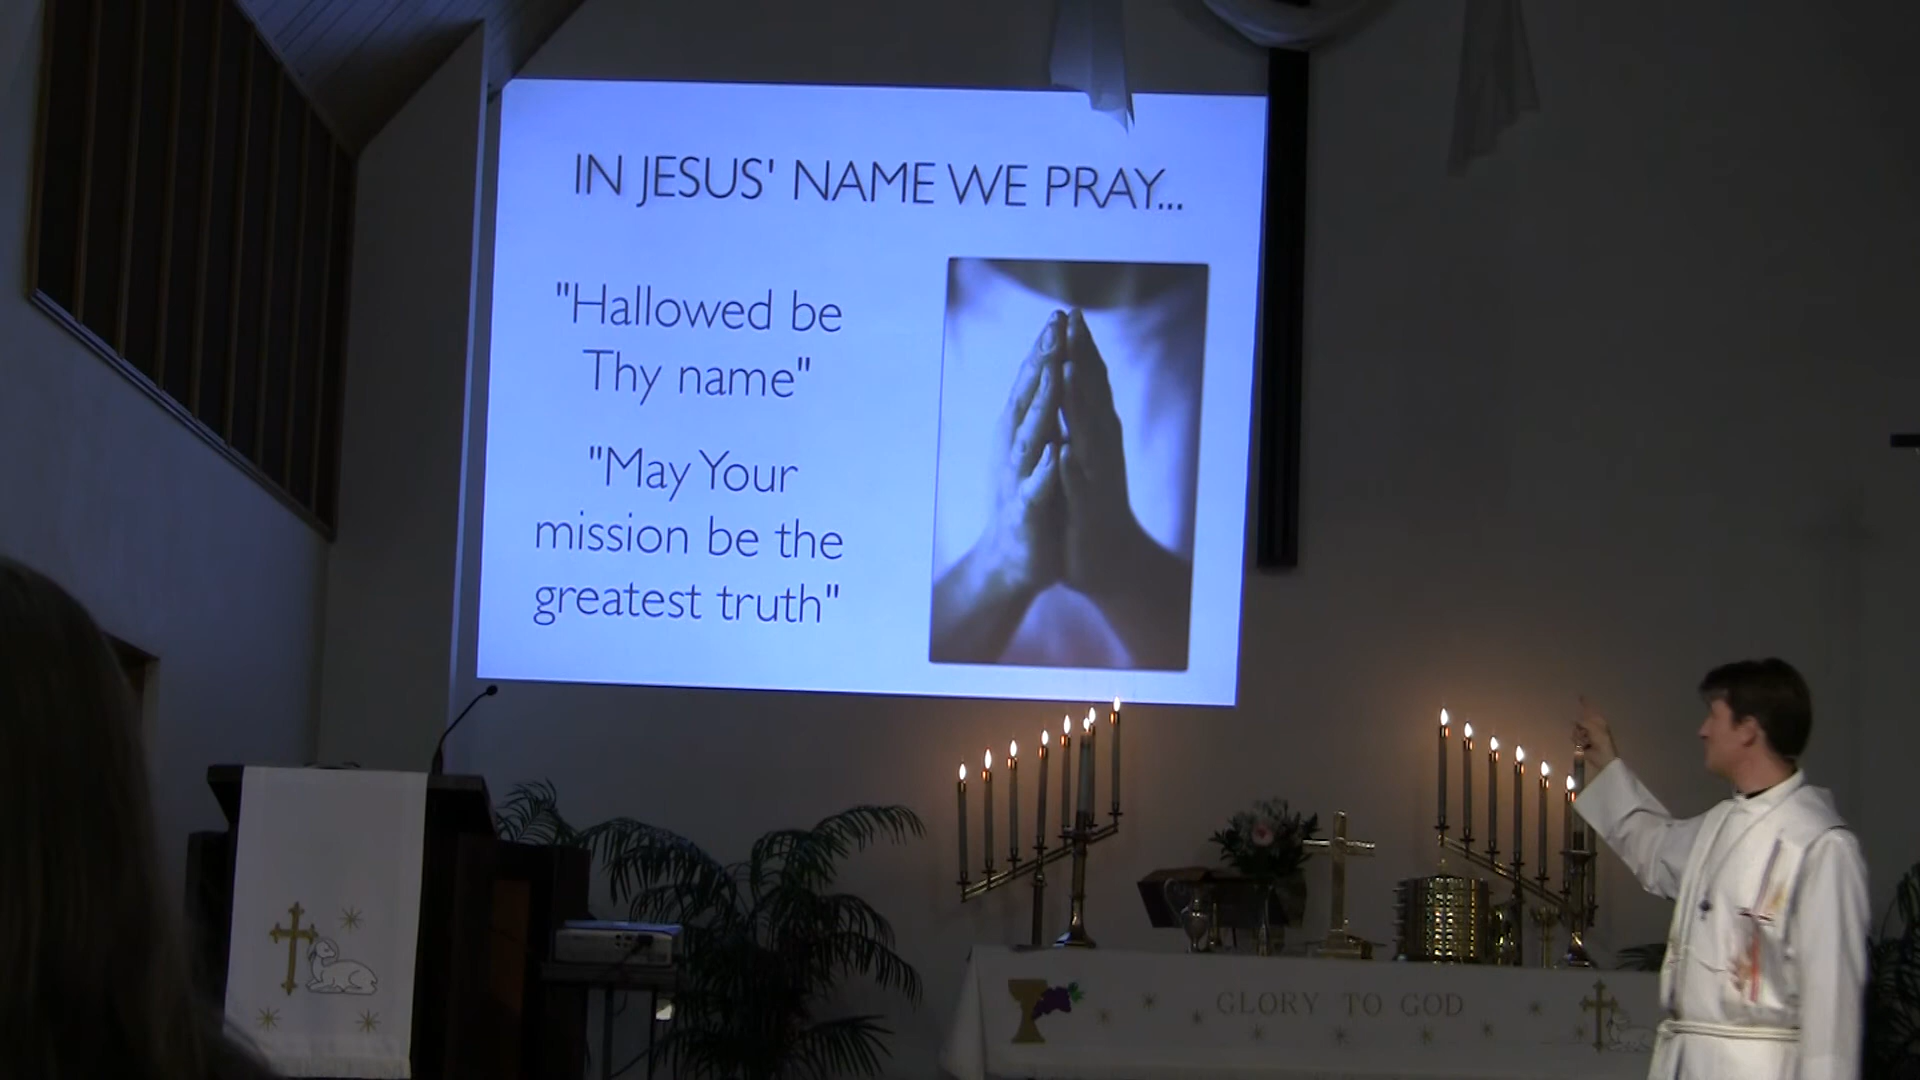 IN JESUS' NAME WE PRAY...
"Hallowed be
Thy name"
"May Your
mission be the
greatest truth"
GLORY TO GOD